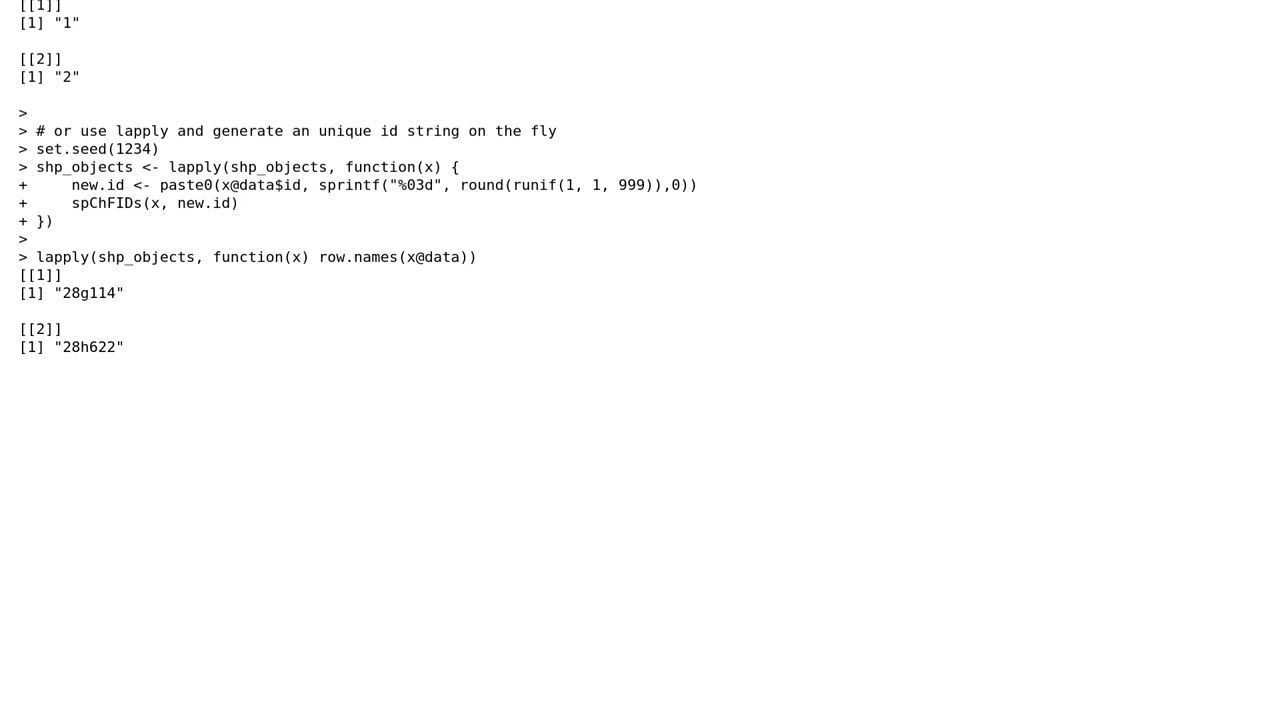 [[1]]
[1] "1"

[[2]]
[1] "2"

>
> # or use lapply and generate an unique id string on the fly
> set.seed(1234)
> shp_objects <- lapply(shp_objects, function(x) {
+     new.id <- paste0(x@data$id, sprintf("%03d", round(runif(1, 1, 999)),0))
+     spChFIDs(x, new.id)
+ })
>
> lapply(shp_objects, function(x) row.names(x@data))
[[1]]
[1] "28g114"

[[2]]
[1] "28h622"